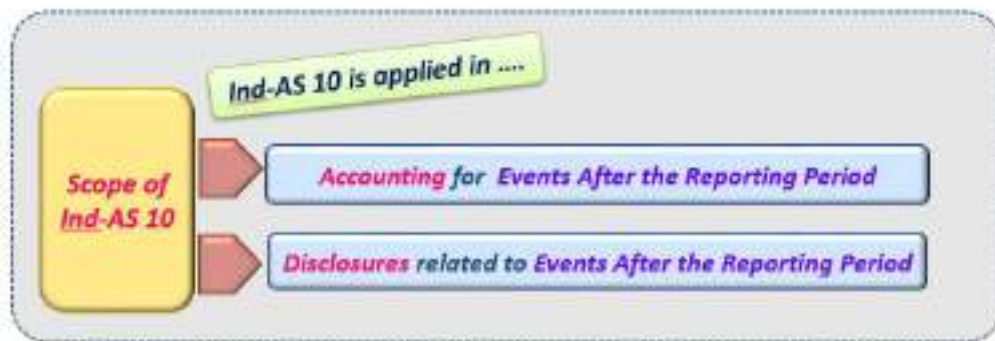 Ind-AS 10 is applied in ....
Scope of
Ind-AS 10
Accounting for Events After the Reporting Period
Disclosures related to Events After the Reporting Period